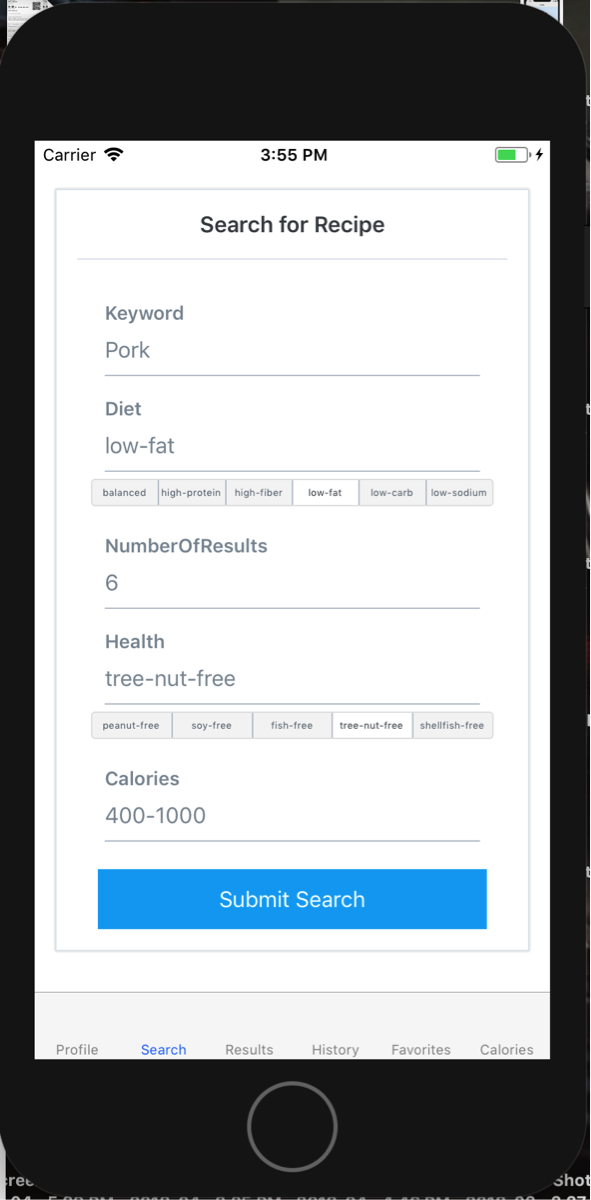 Carrier 3:55 PM
Search for Recipe
Keyword
Pork
Diet
low-fat
balanced high-protein high-fiber low-fat low-carb low-sodium
NumberOfResults
6
Health
tree-nut-free
peanut-free soy-free fish-free tree-nut-free shellfish-free
Calories
400-1000
Submit Search
Profile Search Results History Favorites Calories
Shot